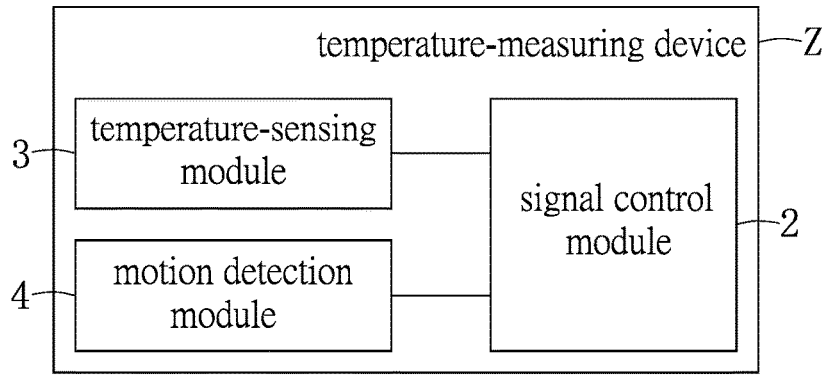 temperature-measuring device
Z
temperature-sensing
module
3
signal control
module
2
motion detection
module
4